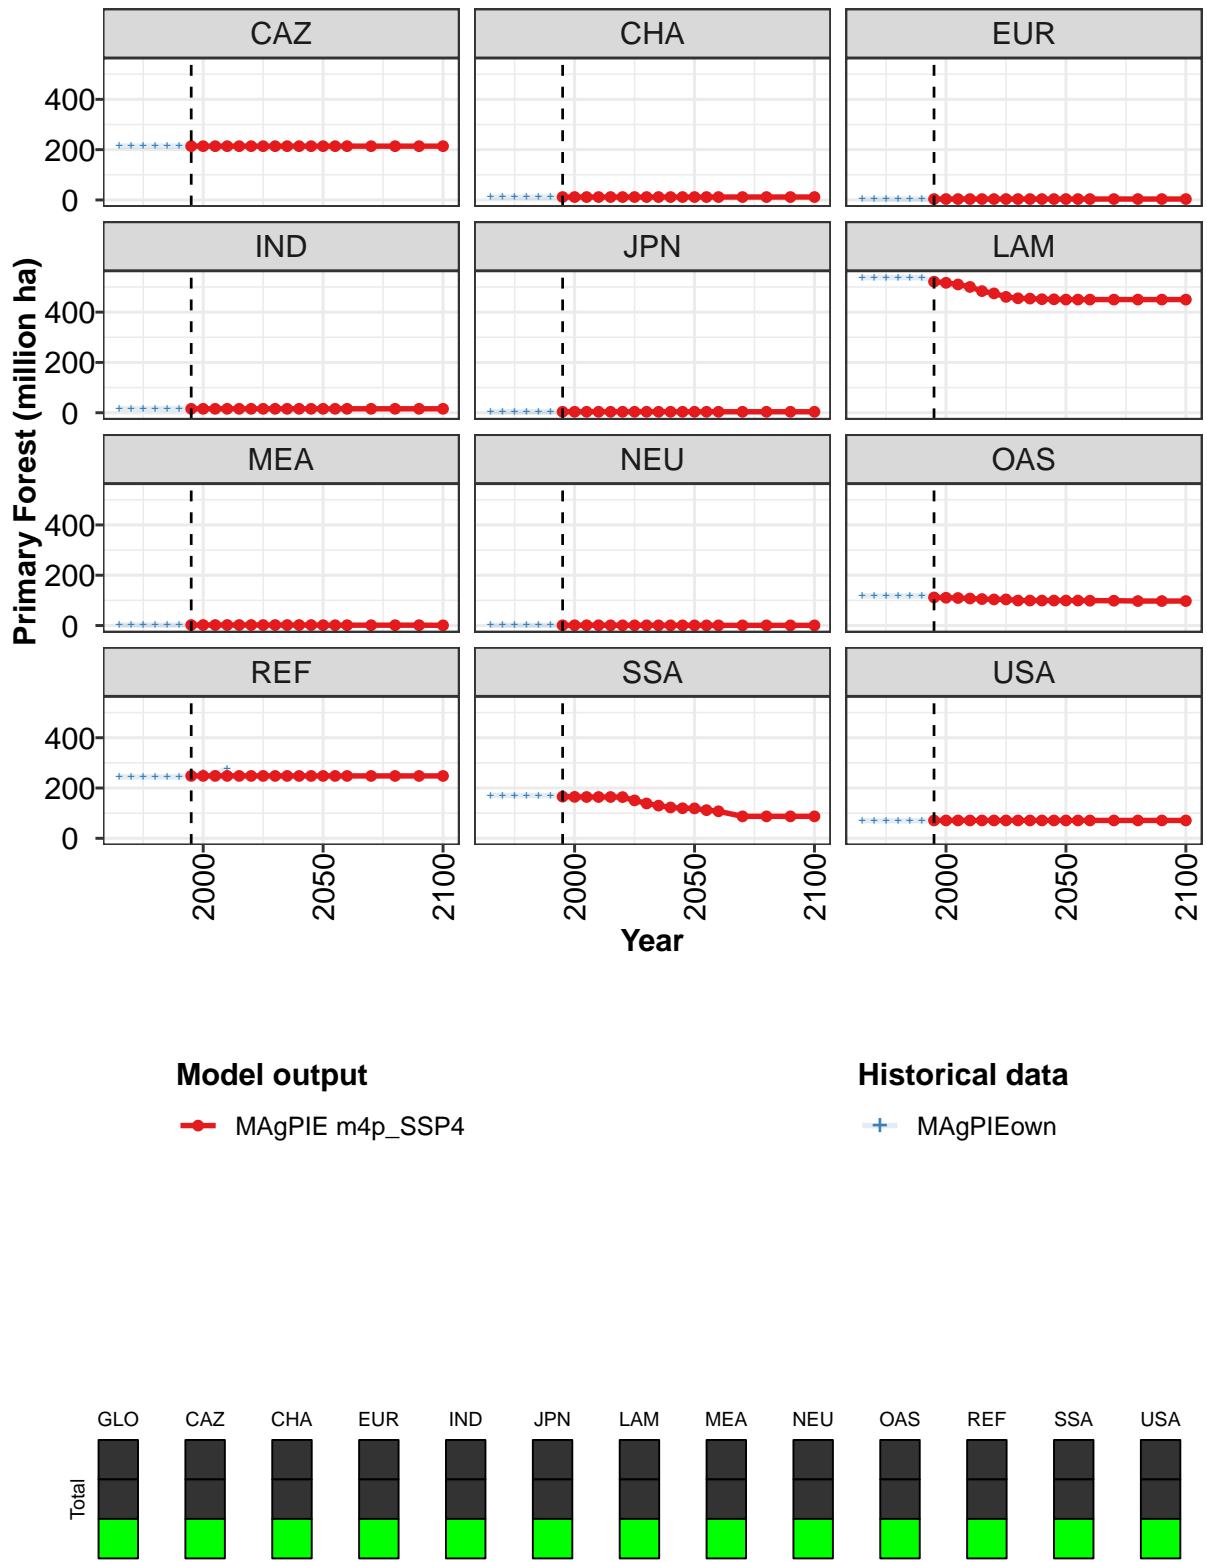 CAZ CHA EUR
400
200
0
IND JPN LAM
400
200
0
MEA NEU OAS
400
200
0
REF SSA USA
400
200
0
Primary Forest (million ha)
2000 2050 2100 2000 2050 2100 2000 2050 2100
Year
Model output Historical data
MAgPIE m4p_SSP4 MAgPIEown
GLO CAZ CHA EUR IND JPN LAM MEA NEU OAS REF SSA USA
Total